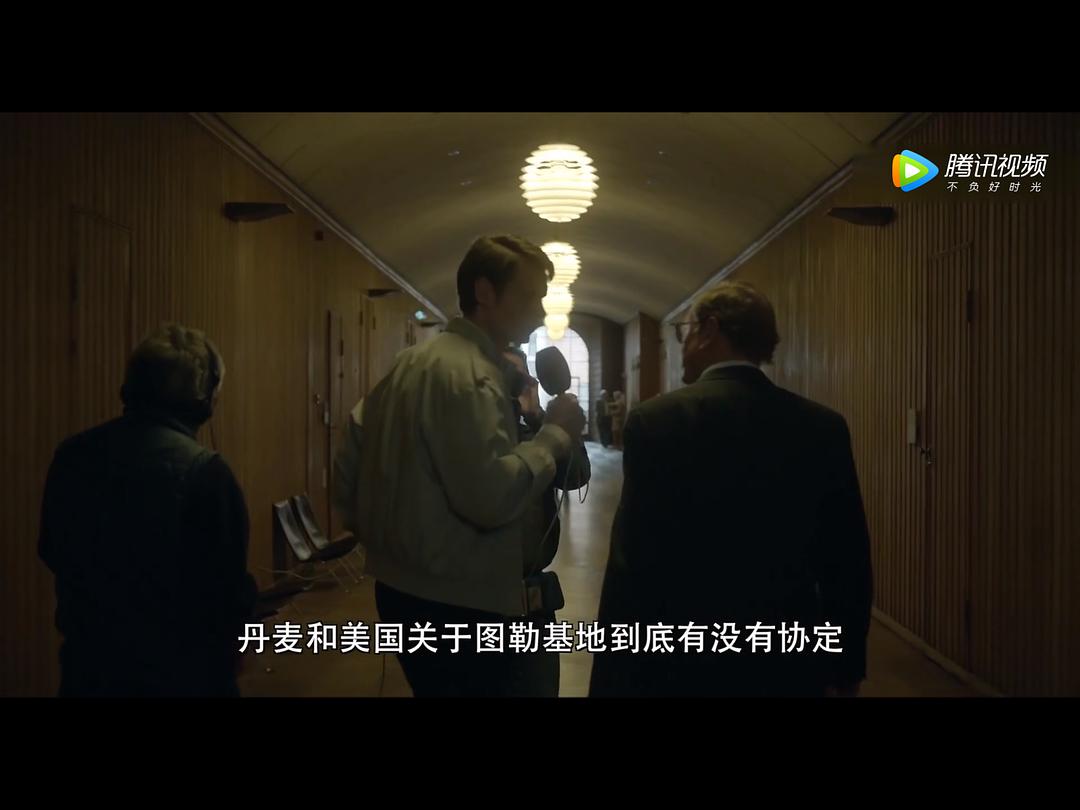 腾讯视频
不负好时光
丹麦和美国关于图勒基地到底有没有协定